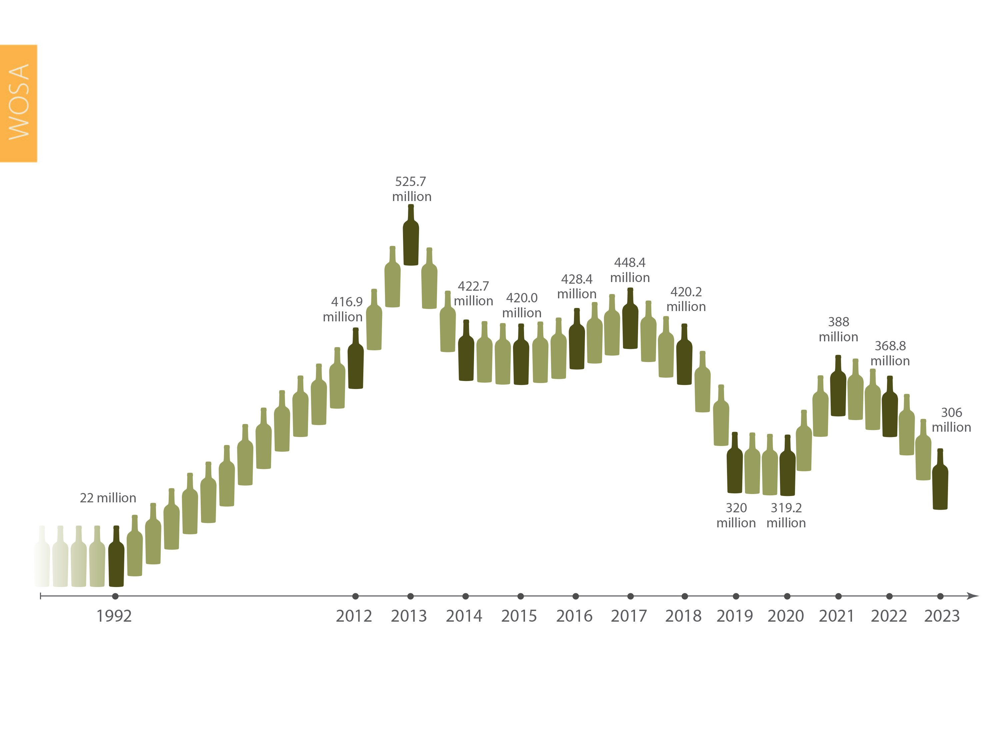 WOSA
525.7
million
448.4
million
428.4
million
422.7
million
420.2
million
420.0
million
416.9
million
388
million
368.8
million
306
million
22 million
320
million
319.2
million
1992
2012
2013
2014
2015
2016
2017
2018
2019
2020
2021
2022
2023